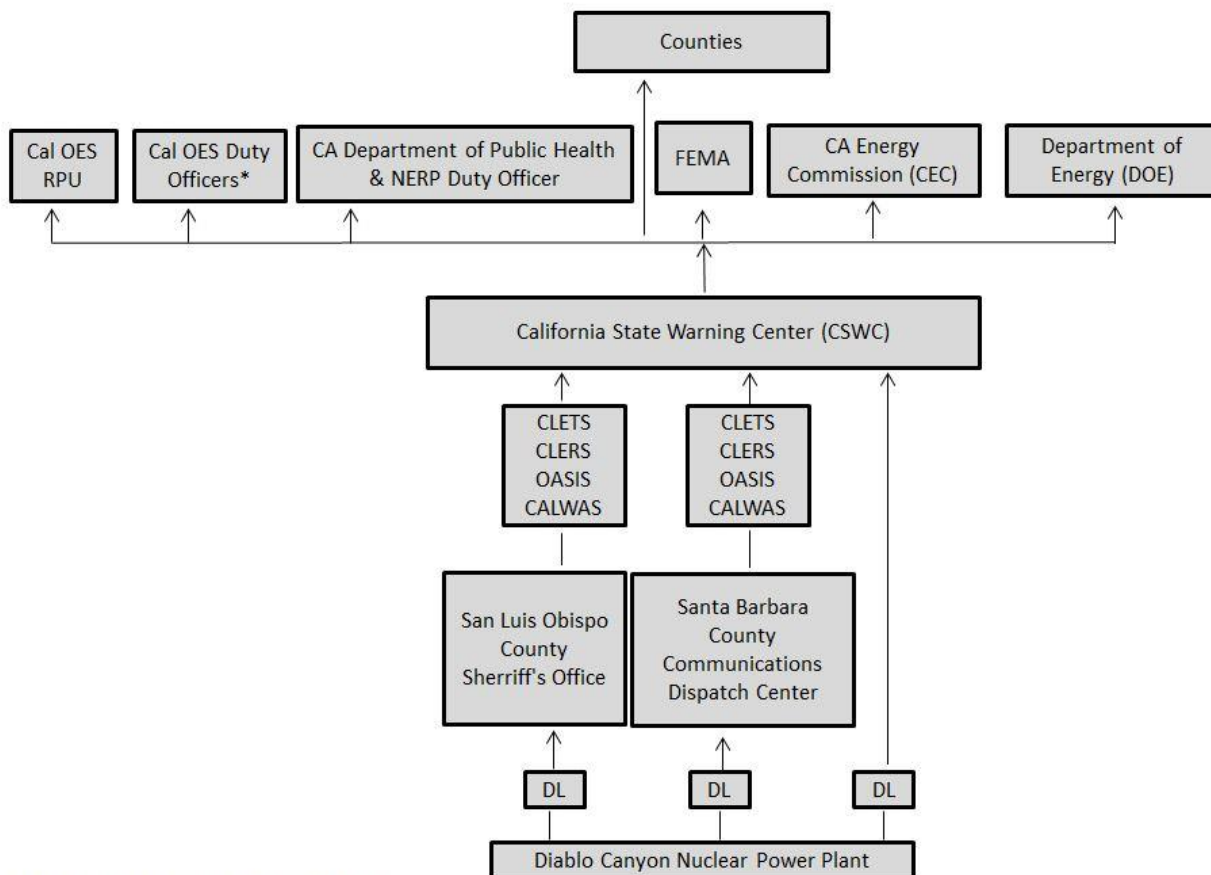 Counties
Cal OES
RPU
Cal OES Duty
Officers*
CA Department of Public Health
& NERP Duty Officer
FEMA
CA Energy
Commission (CEC)
Department of
Energy (DOE)
California State Warning Center (CSWC)
CLETS
CLERS
OASIS
CALWAS
CLETS
CLERS
OASIS
CALWAS
San Luis Obispo
County
Sherriff's Office
Santa Barbara
County
Communications
Dispatch Center
DL
DL
DL
Diablo Canyon Nuclear Power Plant